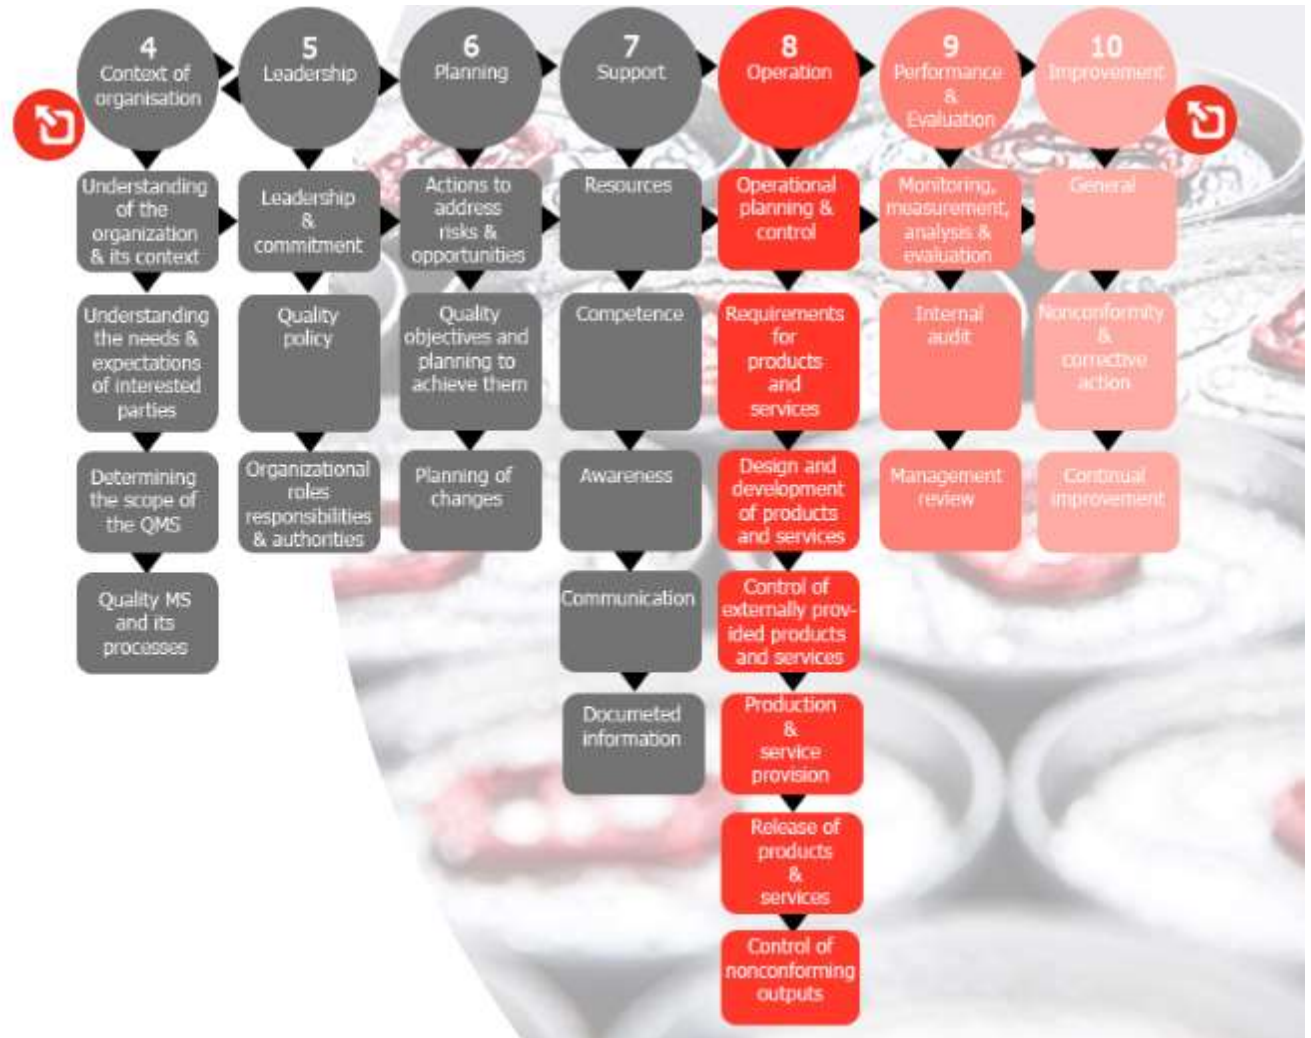 4
Context of
organisation
5
Leadership
6
Planning
7
Support
8
Operation
9
Performance
&
Evaluation
10
Improvement
Understanding
of the
organization
& its context
Leadership
&
commitment
Actions to
address
risks &
opportunities
Resources
Operational
planning &
control
Monitoring,
measurement,
analysis &
evaluation
General
Understanding
the needs &
expectations
of interested
parties
Quality
policy
Quality
objectives and
planning to
achieve them
Competence
Requirements
for
products
and
services
Internal
audit
Nonconformity
&
corrective
action
Determining
the scope of
the QMS
Organizational
roles
responsibilities
& authorities
Planning of
changes
Awareness
Design and
development
of products
and services
Management
review
Continual
improvement
Quality MS
and its
processes
Communication
Control of
externally prov-
ided products
and services
Documeted
information
Production
&
service
provision
Release of
products
&
services
Control of
nonconforming
outputs